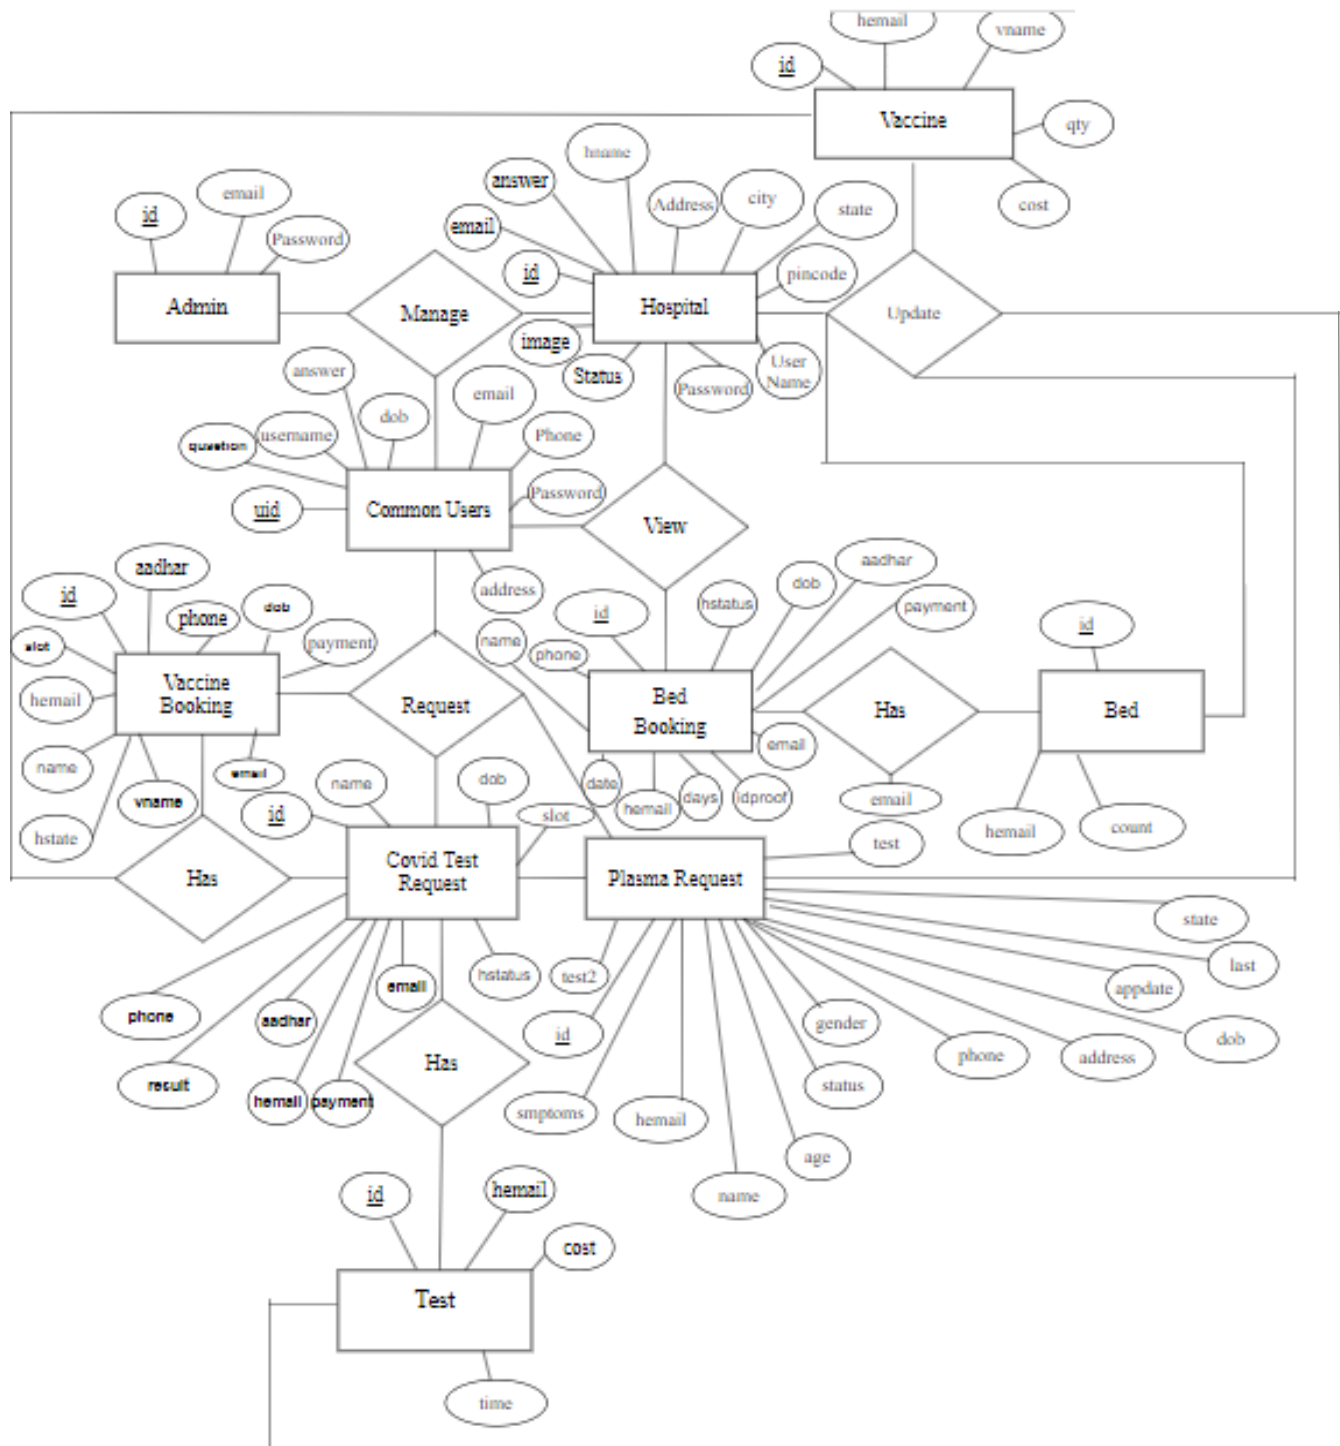 hemail
vname
id
Vaccine
qty
hname
answer
email
id
Address
city
state
cost
email
Password
id
pincode
Admin
Manage
Hospital
Update
image
Status
Password
User
Name
answer
email
dob
username
question
Phone
Password
uid
Common Users
View
address
aadhar
id
aadhar
dob
hstatus
payment
phone
dob
id
id
slot
payment
name
phone
Vaccine
Booking
hemail
Request
Bed
Booking
Has
Bed
email
name
email
vname
name
dob
date
hemail
days
idproof
email
hemail
count
id
slot
hstate
test
Has
Covid Test
Request
Plasma Request
state
last
email
hstatus
test2
appdate
phone
aadhar
id
gender
dob
phone
address
Has
result
hemail
payment
smptoms
hemail
status
age
name
id
hemail
cost
Test
time